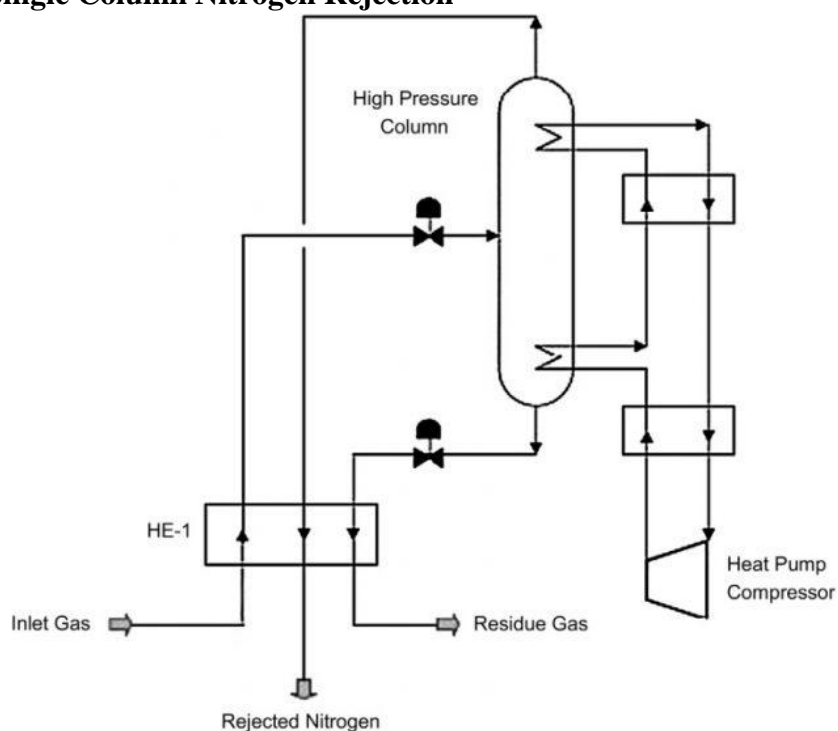 Single Column Nitrogen Rejection
High Pressure
Column
HE-1
Heat Pump
Compressor
Inlet Gas
Residue Gas
Rejected Nitrogen